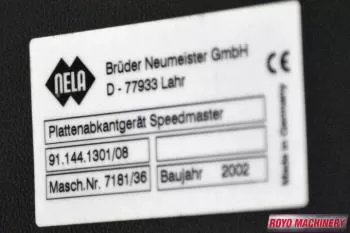 NELA
Brüder Neumeister GmbH
D - 77933 Lahr
CE
Made in Germany
Plattenabkantgerät Speedmaster
91.144.1301/08
Masch.Nr. 7181/36
Baujahr 2002
ROYO MACHINERY